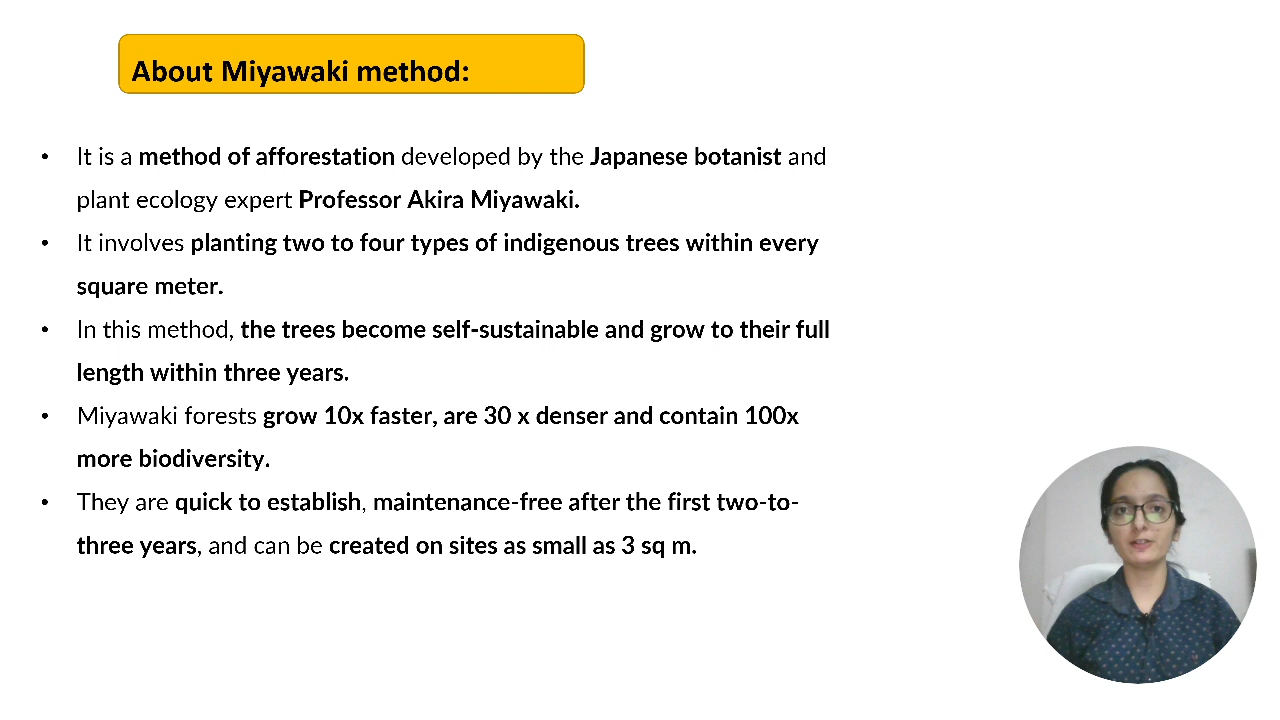 About Miyawaki method:
• It is a method of afforestation developed by the Japanese botanist and
plant ecology expert Professor Akira Miyawaki.
• It involves planting two to four types of indigenous trees within every
square meter.
• In this method, the trees become self-sustainable and grow to their full
length within three years.
• Miyawaki forests grow 10x faster, are 30 x denser and contain 100x
more biodiversity.
• They are quick to establish, maintenance-free after the first two-to-
three years, and can be created on sites as small as 3 sq m.